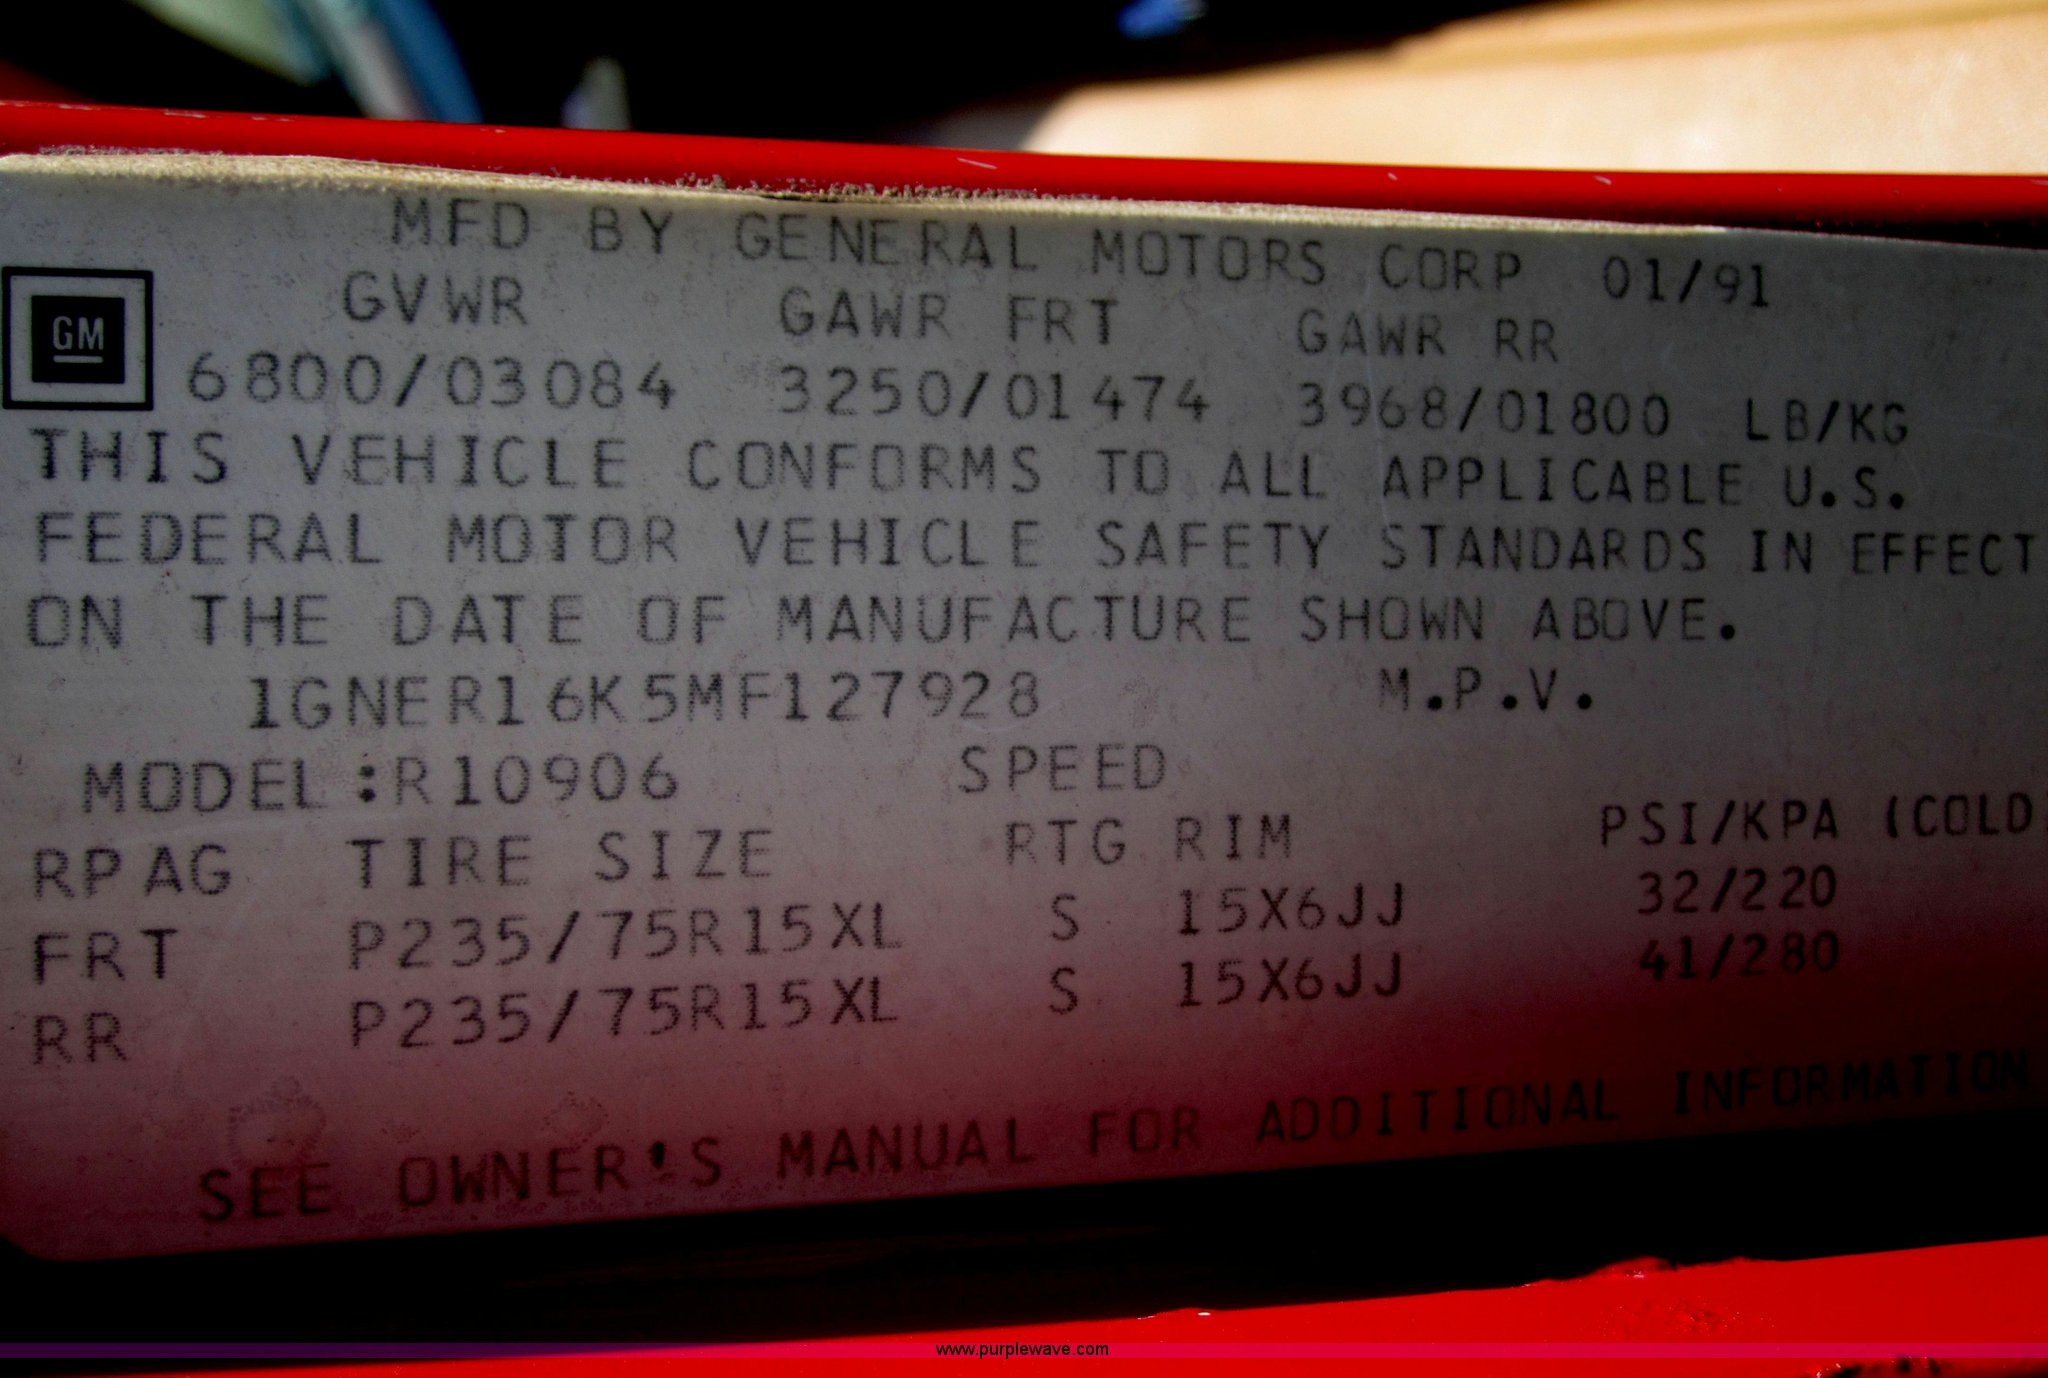 MFD BY GENERAL MOTORS CORP 01/91
GM
GVWR GAWR FRT GAWR RR
6800/03084 3250/01474 3968/01800 LB/KG
THIS VEHICLE CONFORMS TO ALL APPLICABLE U.S.
FEDERAL MOTOR VEHICLE SAFETY STANDARDS IN EFFECT
ON THE DATE OF MANUFACTURE SHOWN ABOVE.
1GNER16K5MF127928 M.P.V.
MODEL:R10906 SPEED
RPAG TIRE SIZE RTG RIM PSI/KPA (COLD)
FRT P235/75R15XL S 15X6JJ 32/220
RR P235/75R15XL S 15X6JJ 41/280
SEE OWNER'S MANUAL FOR ADDITIONAL INFORMATION
www.purplewave.com